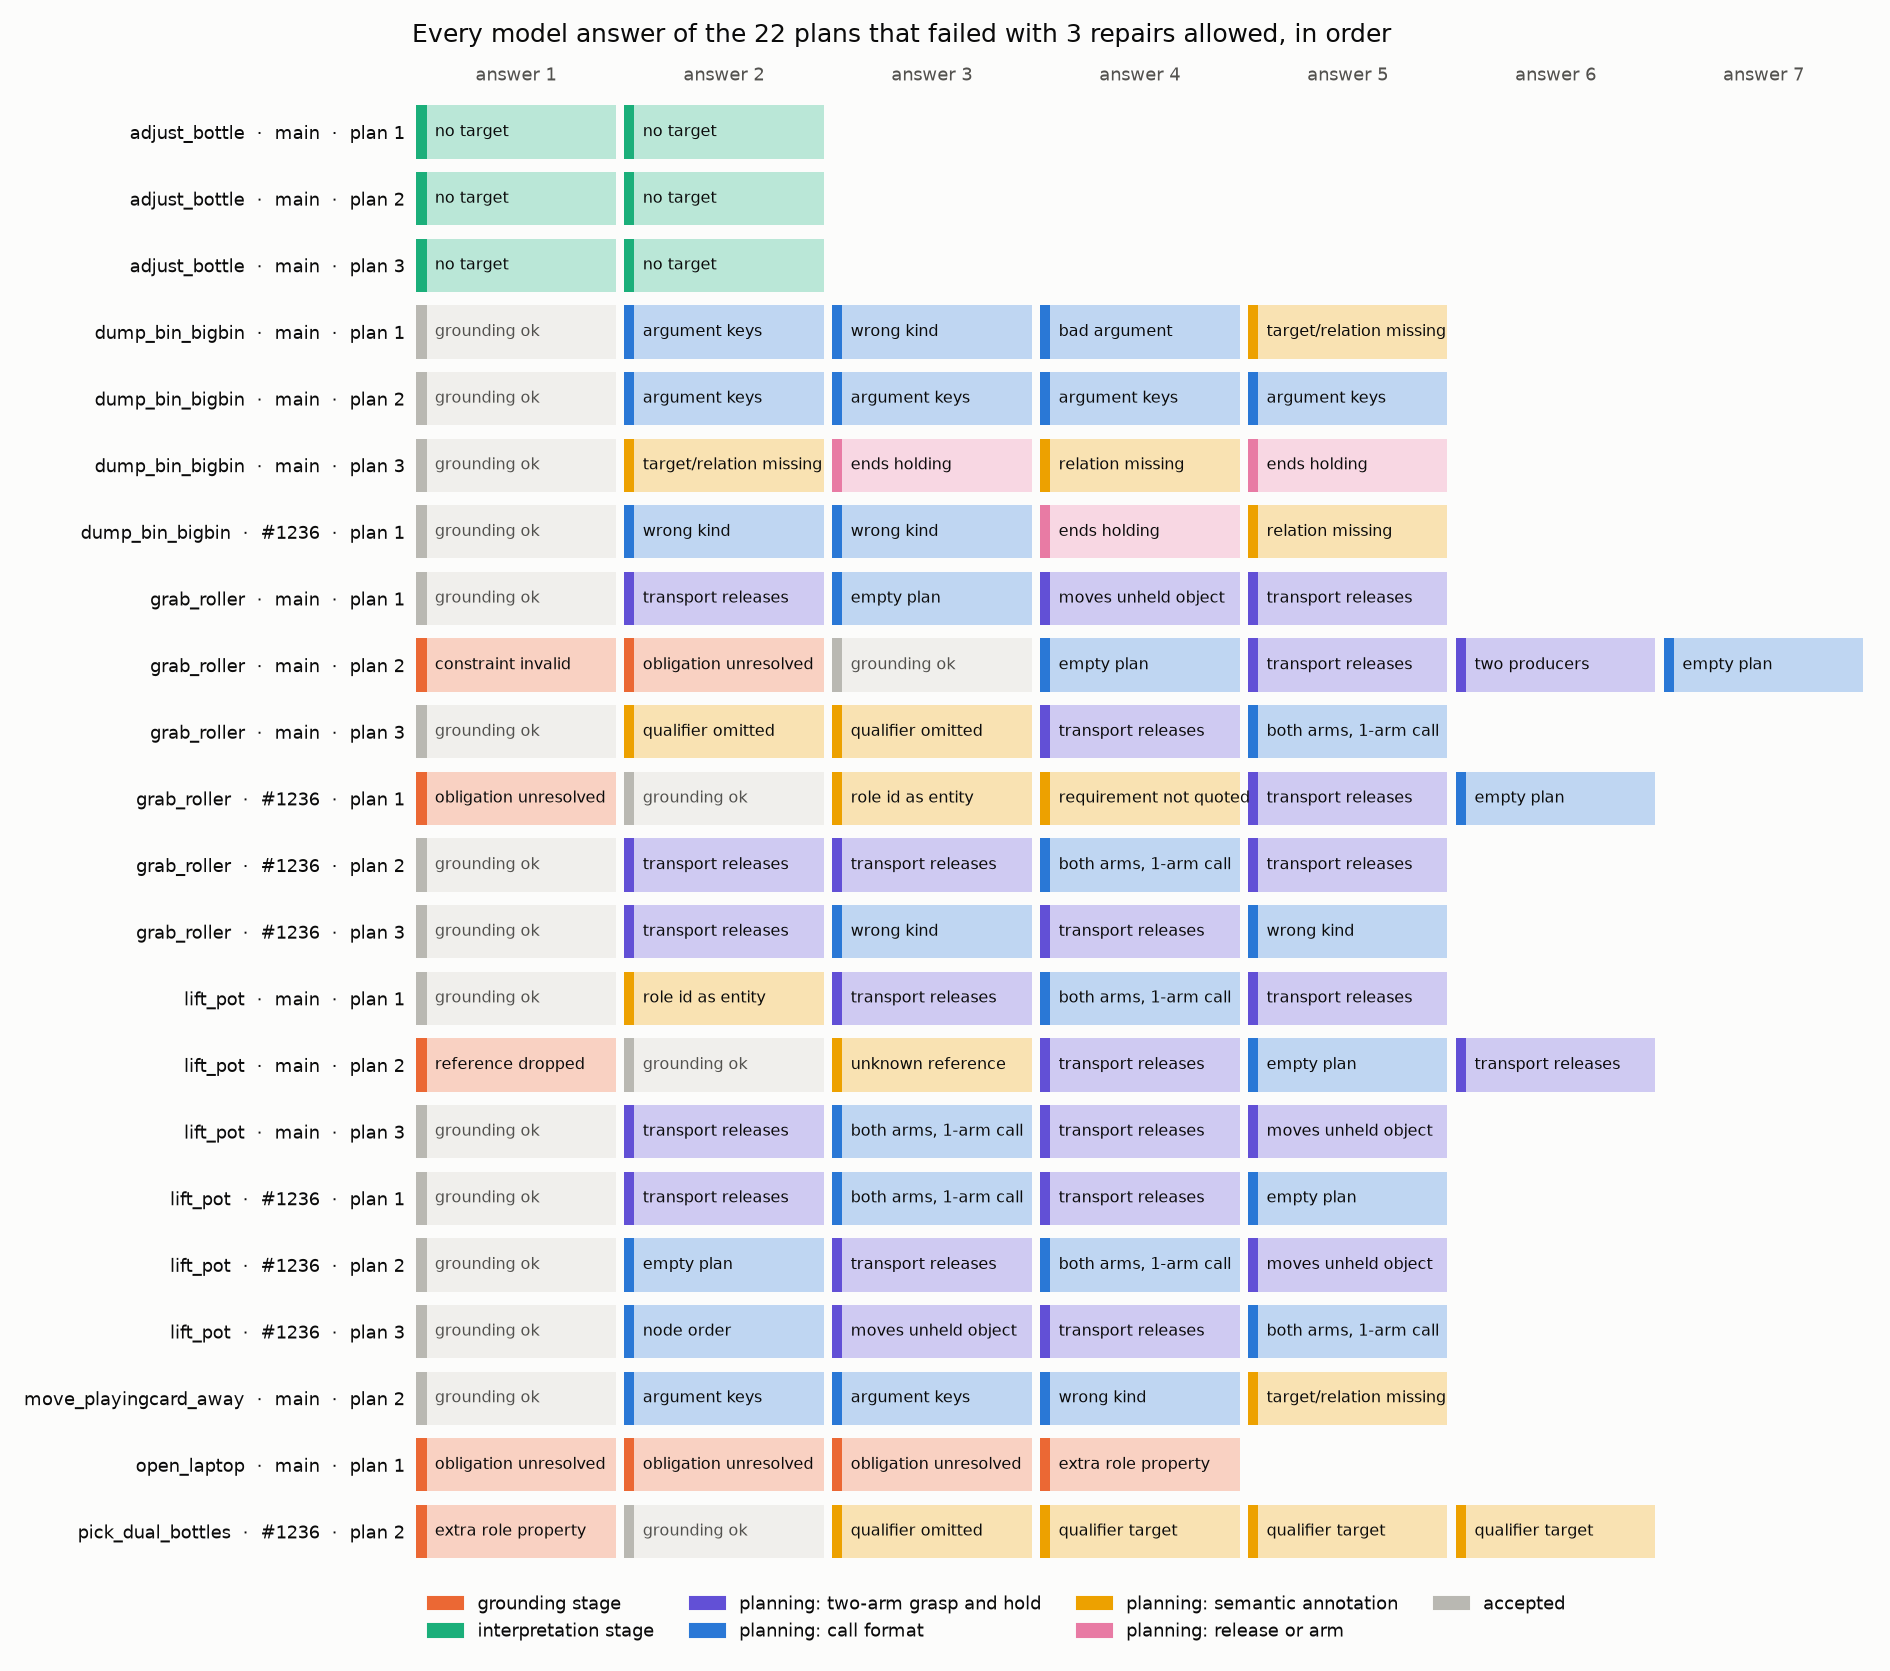 Every model answer of the 22 plans that failed with 3 repairs allowed, in order
answer 1 answer 2 answer 3 answer 4 answer 5 answer 6 answer 7
adjust_bottle · main · plan 1 no target no target
adjust_bottle · main · plan 2 no target no target
adjust_bottle · main · plan 3 no target no target
dump_bin_bigbin · main · plan 1 grounding ok argument keys wrong kind bad argument target/relation missing
dump_bin_bigbin · main · plan 2 grounding ok argument keys argument keys argument keys argument keys
dump_bin_bigbin · main · plan 3 grounding ok target/relation missing ends holding relation missing ends holding
dump_bin_bigbin · #1236 · plan 1 grounding ok wrong kind wrong kind ends holding relation missing
grab_roller · main · plan 1 grounding ok transport releases empty plan moves unheld object transport releases
grab_roller · main · plan 2 constraint invalid obligation unresolved grounding ok empty plan transport releases two producers empty plan
grab_roller · main · plan 3 grounding ok qualifier omitted qualifier omitted transport releases both arms, 1-arm call
grab_roller · #1236 · plan 1 obligation unresolved grounding ok role id as entity requirement not quoted transport releases empty plan
grab_roller · #1236 · plan 2 grounding ok transport releases transport releases both arms, 1-arm call transport releases
grab_roller · #1236 · plan 3 grounding ok transport releases wrong kind transport releases wrong kind
lift_pot · main · plan 1 grounding ok role id as entity transport releases both arms, 1-arm call transport releases
lift_pot · main · plan 2 reference dropped grounding ok unknown reference transport releases empty plan transport releases
lift_pot · main · plan 3 grounding ok transport releases both arms, 1-arm call transport releases moves unheld object
lift_pot · #1236 · plan 1 grounding ok transport releases both arms, 1-arm call transport releases empty plan
lift_pot · #1236 · plan 2 grounding ok empty plan transport releases both arms, 1-arm call moves unheld object
lift_pot · #1236 · plan 3 grounding ok node order moves unheld object transport releases both arms, 1-arm call
move_playingcard_away · main · plan 2 grounding ok argument keys argument keys wrong kind target/relation missing
open_laptop · main · plan 1 obligation unresolved obligation unresolved obligation unresolved extra role property
pick_dual_bottles · #1236 · plan 2 extra role property grounding ok qualifier omitted qualifier target qualifier target qualifier target
grounding stage planning: two-arm grasp and hold planning: semantic annotation accepted
interpretation stage planning: call format planning: release or arm